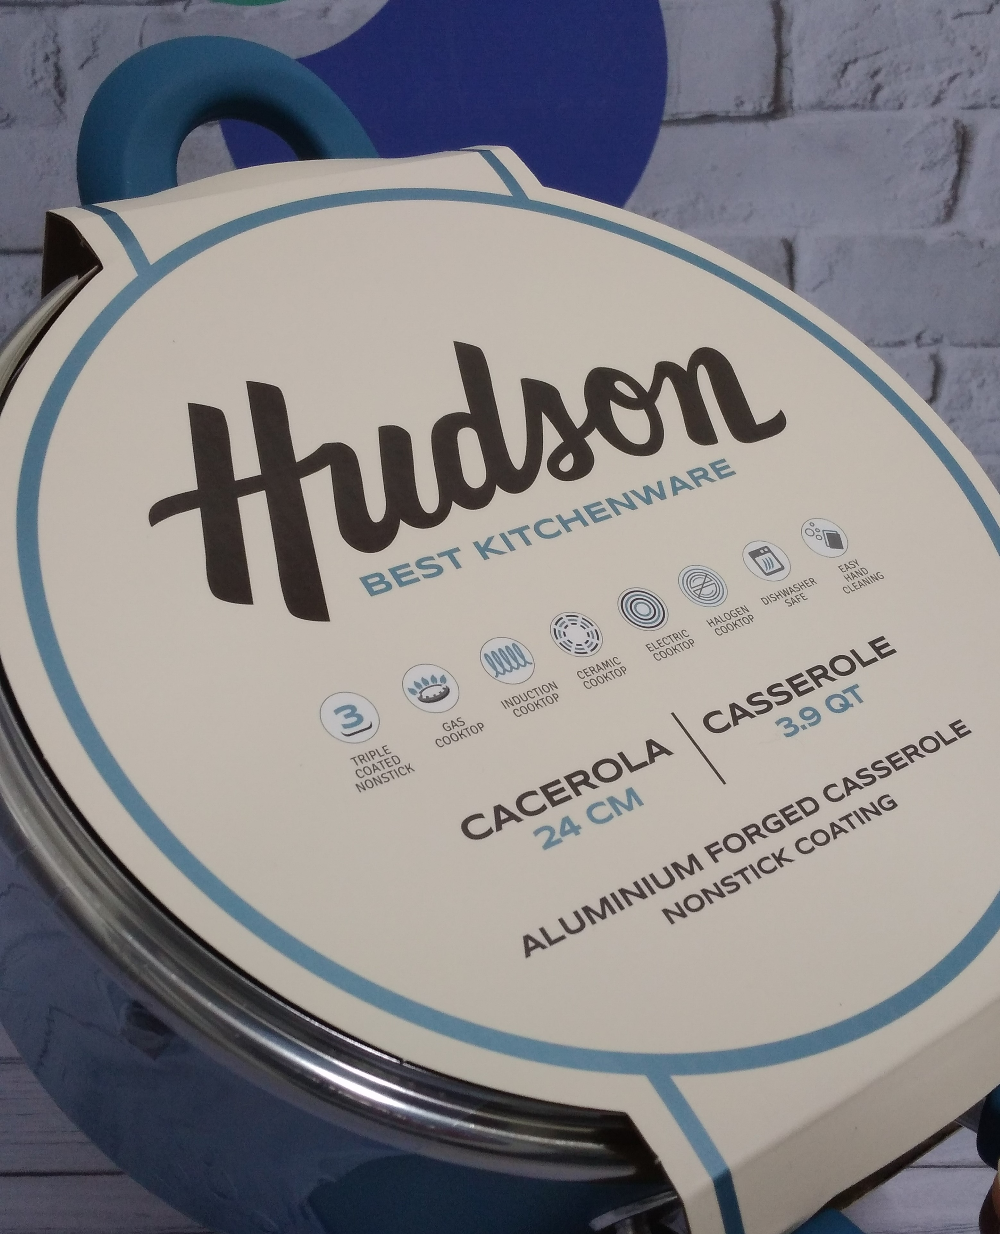 Hudson
BEST KITCHENWARE
3
TRIPLE
COATED
NONSTICK
GAS
COOKTOP
INDUCTION
COOKTOP
CERAMIC
COOKTOP
ELECTRIC
COOKTOP
HALOGEN
COOKTOP
DISHWASHER
SAFE
EASY
HAND
CLEANING
CACEROLA
24 CM
CASSEROLE
3.9 QT
ALUMINIUM FORGED CASSEROLE
NONSTICK COATING